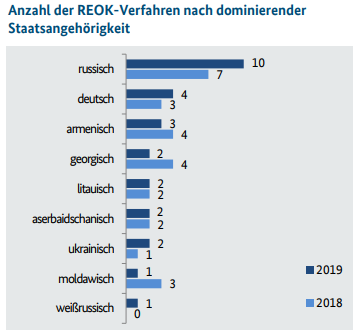 Anzahl der REOK-Verfahren nach dominierender
Staatsangehörigkeit
russisch 10
7
deutsch 4
3
armenisch 3
4
georgisch 2
4
litauisch 2
2
aserbaidschanisch 2
2
ukrainisch 2
1
moldawisch 1
3
weißrussisch 1
0
2019
2018